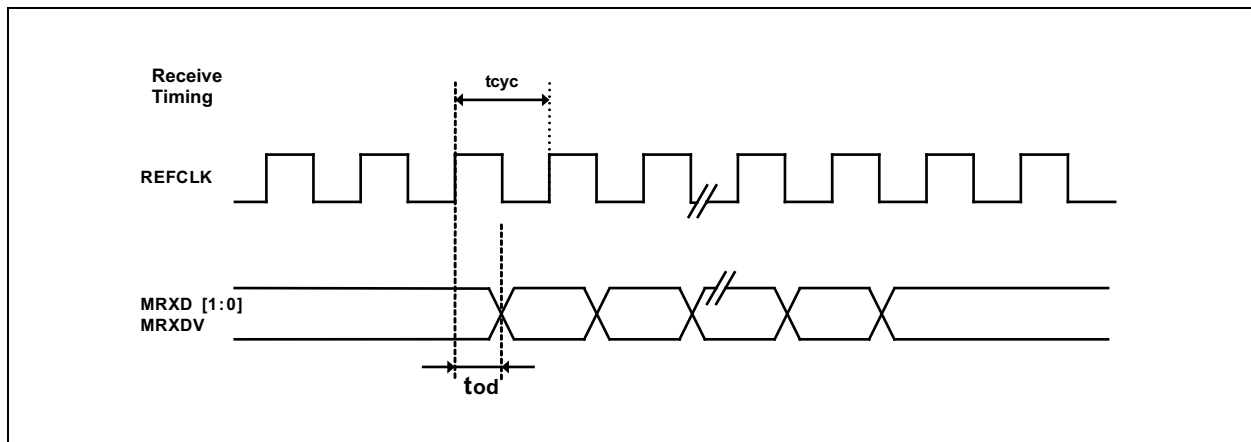 Receive
Timing
tcyc
REFCLK
MRXD [1:0]
MRXDV
tod